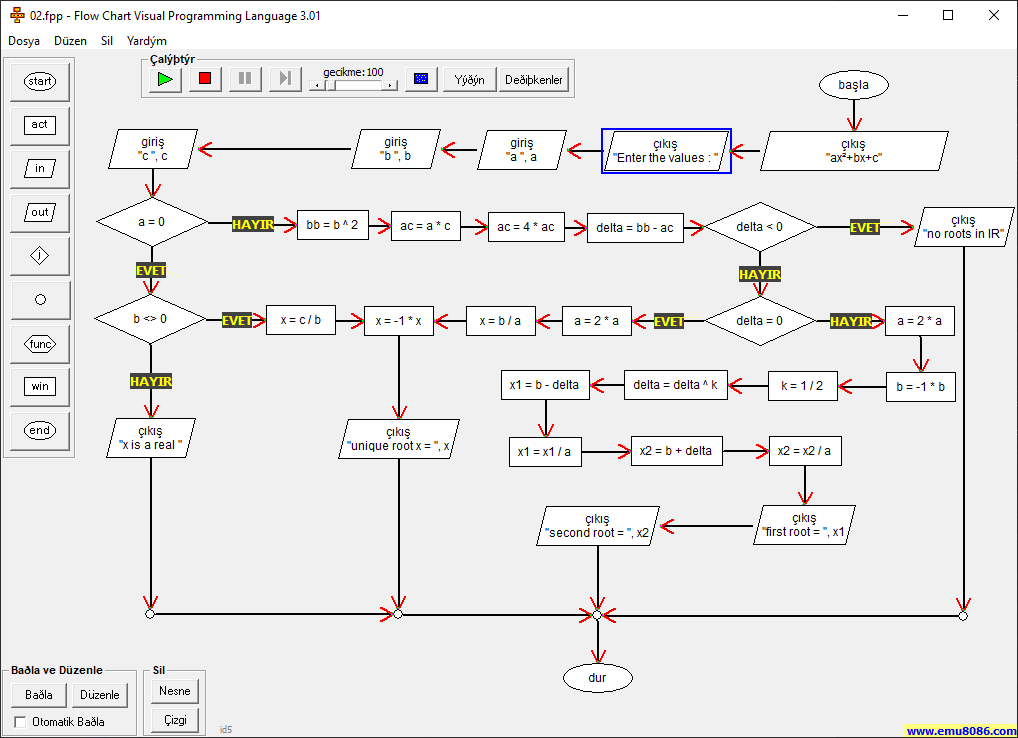 02.fpp - Flow Chart Visual Programming Language 3.01
Dosya Düzen Sil Yardým
Çalýþtýr
gecikme:100
Yýðýn
Deðiþkenler
start
act
in
out
j
func
win
end
başla
çıkış
"ax²+bx+c"
çıkış
"Enter the values : "
giriş
"a ", a
giriş
"b ", b
giriş
"c ", c
a = 0
HAYIR
bb = b ^ 2
ac = a * c
ac = 4 * ac
delta = bb - ac
delta < 0
EVET
çıkış
"no roots in IR"
EVET
HAYIR
b <> 0
EVET
x = c / b
x = -1 * x
x = b / a
a = 2 * a
EVET
delta = 0
HAYIR
a = 2 * a
HAYIR
x1 = b - delta
delta = delta ^ k
k = 1 / 2
b = -1 * b
çıkış
"x is a real "
çıkış
"unique root x = ", x
x1 = x1 / a
x2 = b + delta
x2 = x2 / a
çıkış
"second root = ", x2
çıkış
"first root = ", x1
dur
Baðla ve Düzenle
Baðla
Düzenle
Otomatik Baðla
Sil
Nesne
Çizgi
id5
www.emu8086.com